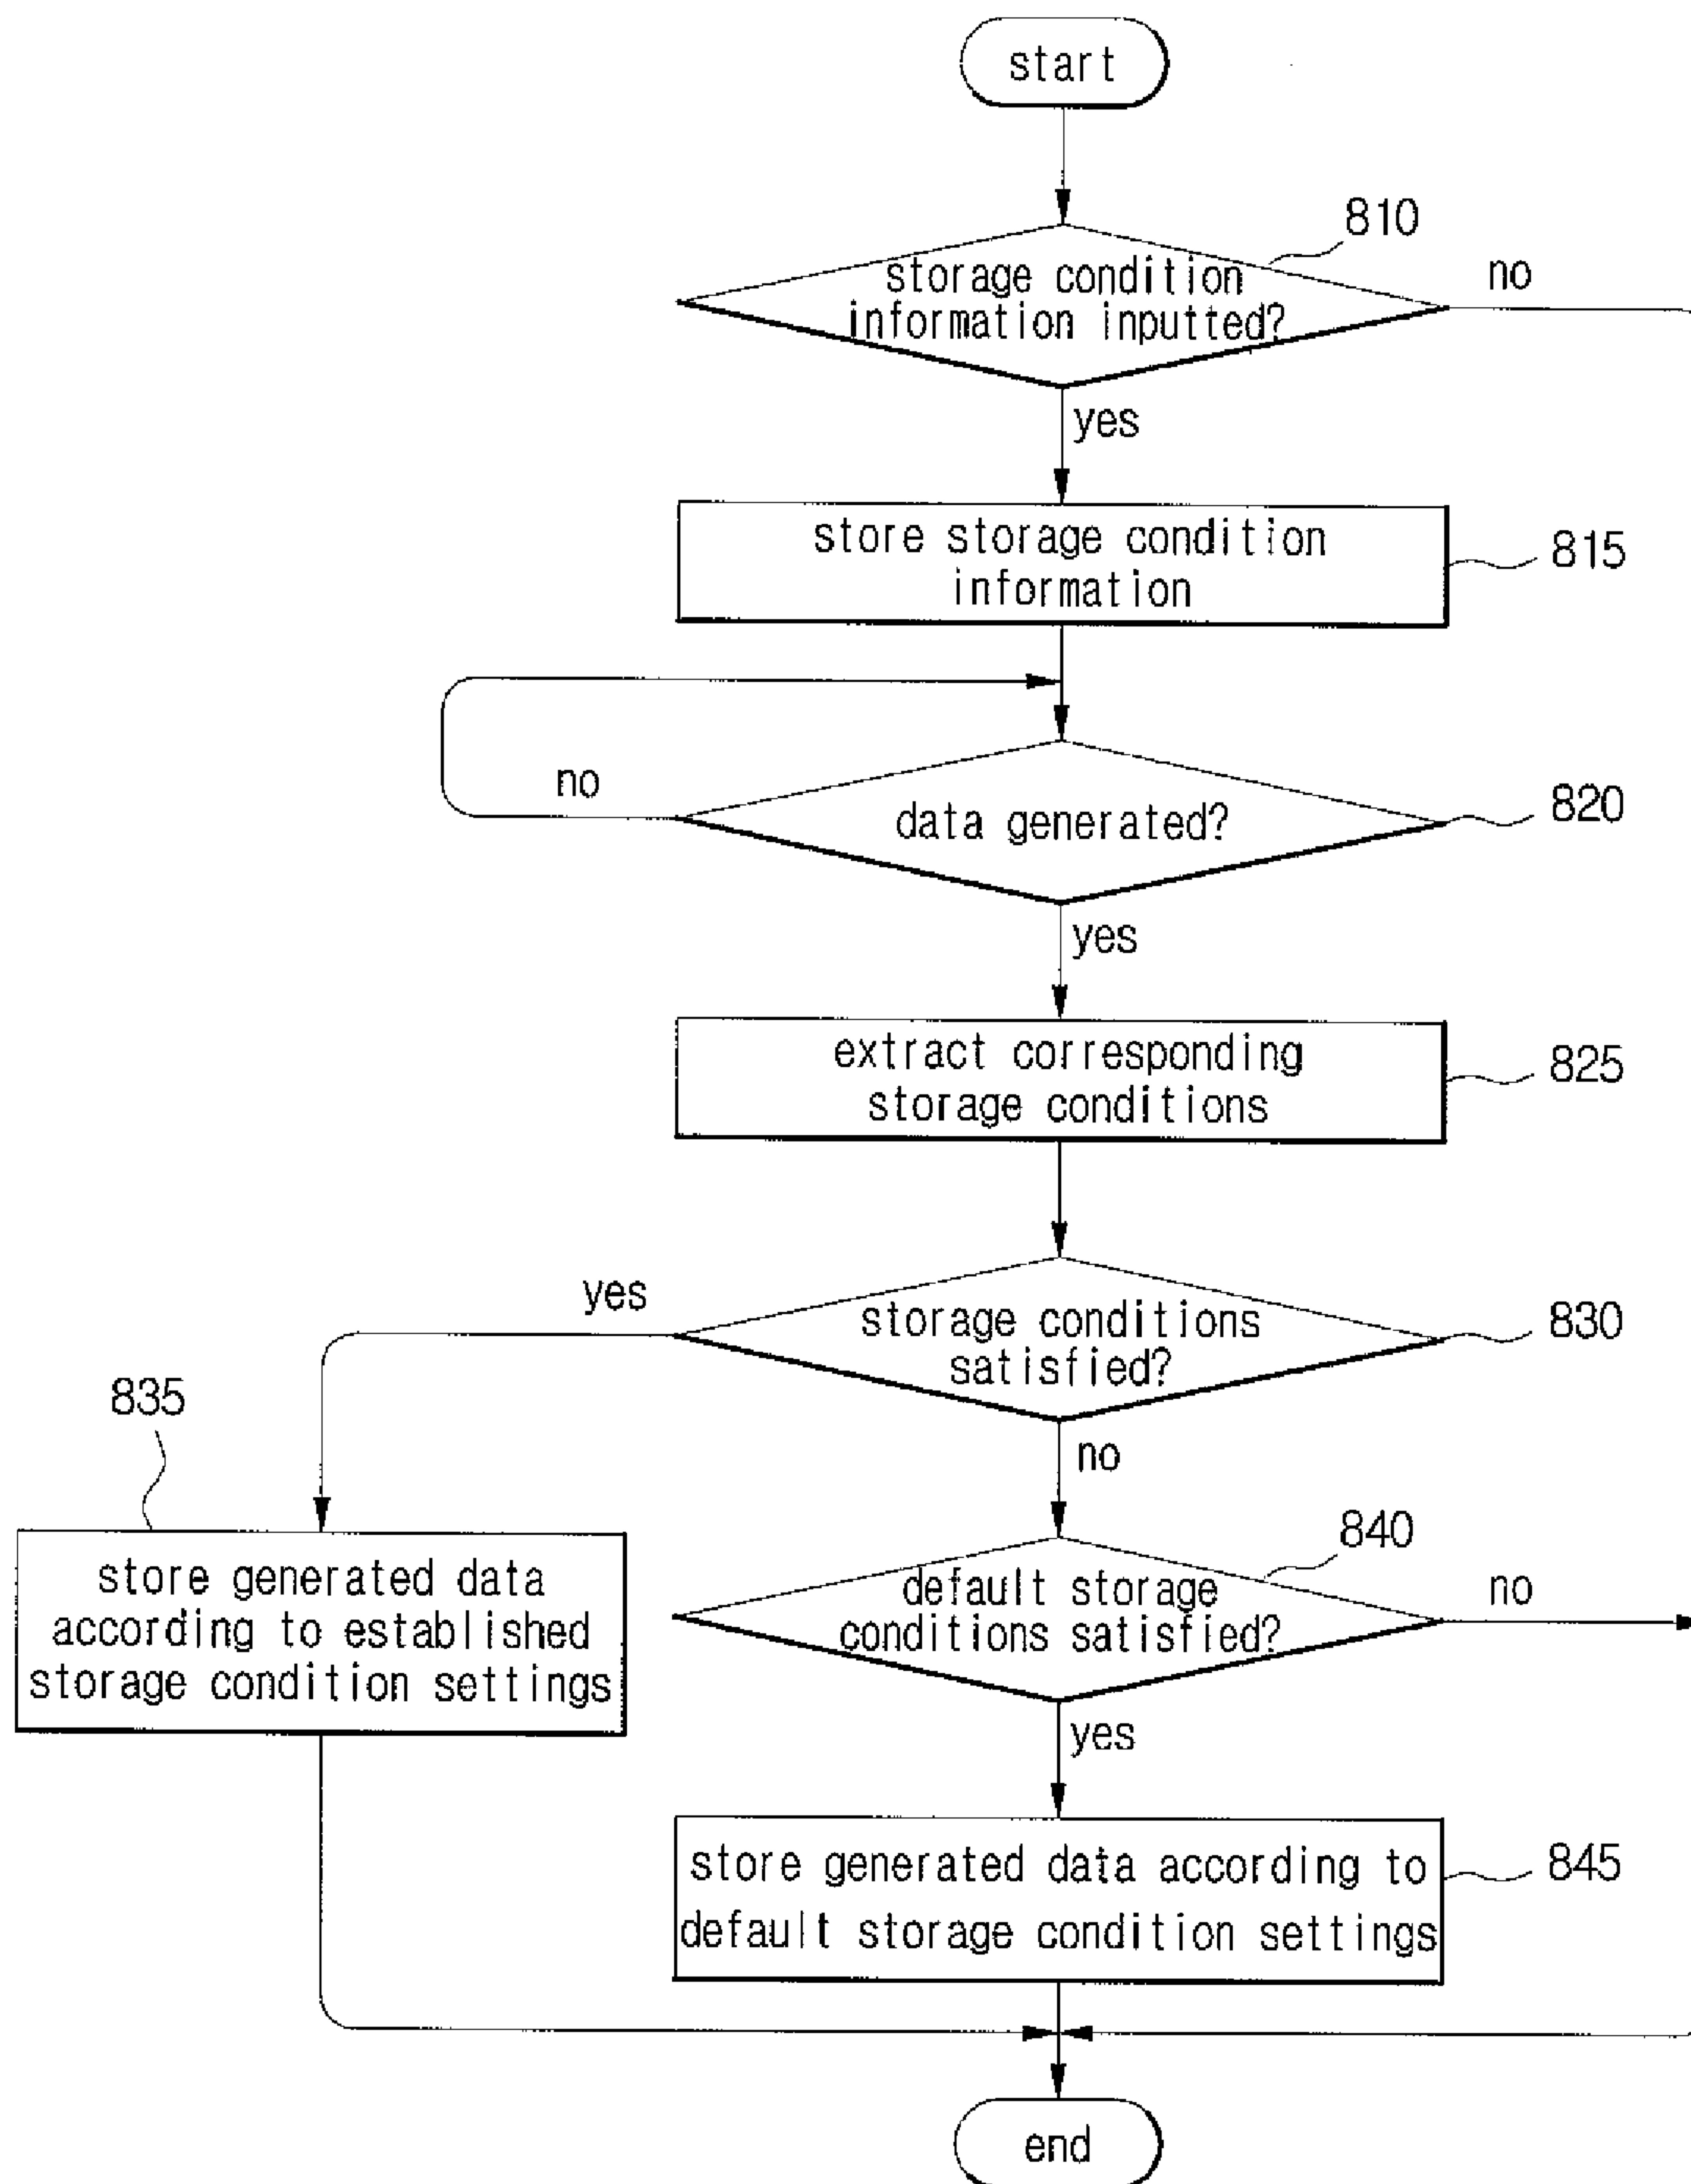 start
810
storage condition
information inputted?
no
yes
store storage condition
information
815
no
data generated?
820
yes
extract corresponding
storage conditions
825
yes
storage conditions
satisfied?
830
835
no
840
store generated data
according to established
storage condition settings
default storage
conditions satisfied?
no
yes
store generated data according to
default storage condition settings
845
end